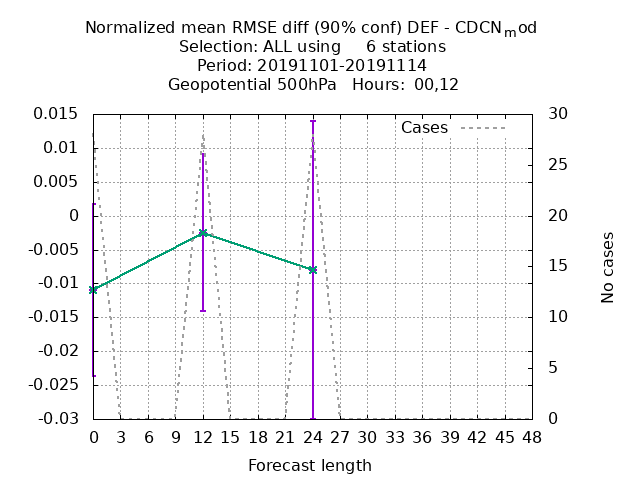 Normalized mean RMSE diff (90% conf) DEF - CDCNmod
Selection: ALL using     6 stations
Period: 20191101-20191114
Geopotential 500hPa   Hours: 00,12
Cases
0.015
0.01
0.005
0
-0.005
-0.01
-0.015
-0.02
-0.025
-0.03
30
25
20
15
10
5
0
No cases
0 3 6 9 12 15 18 21 24 27 30 33 36 39 42 45 48
Forecast length